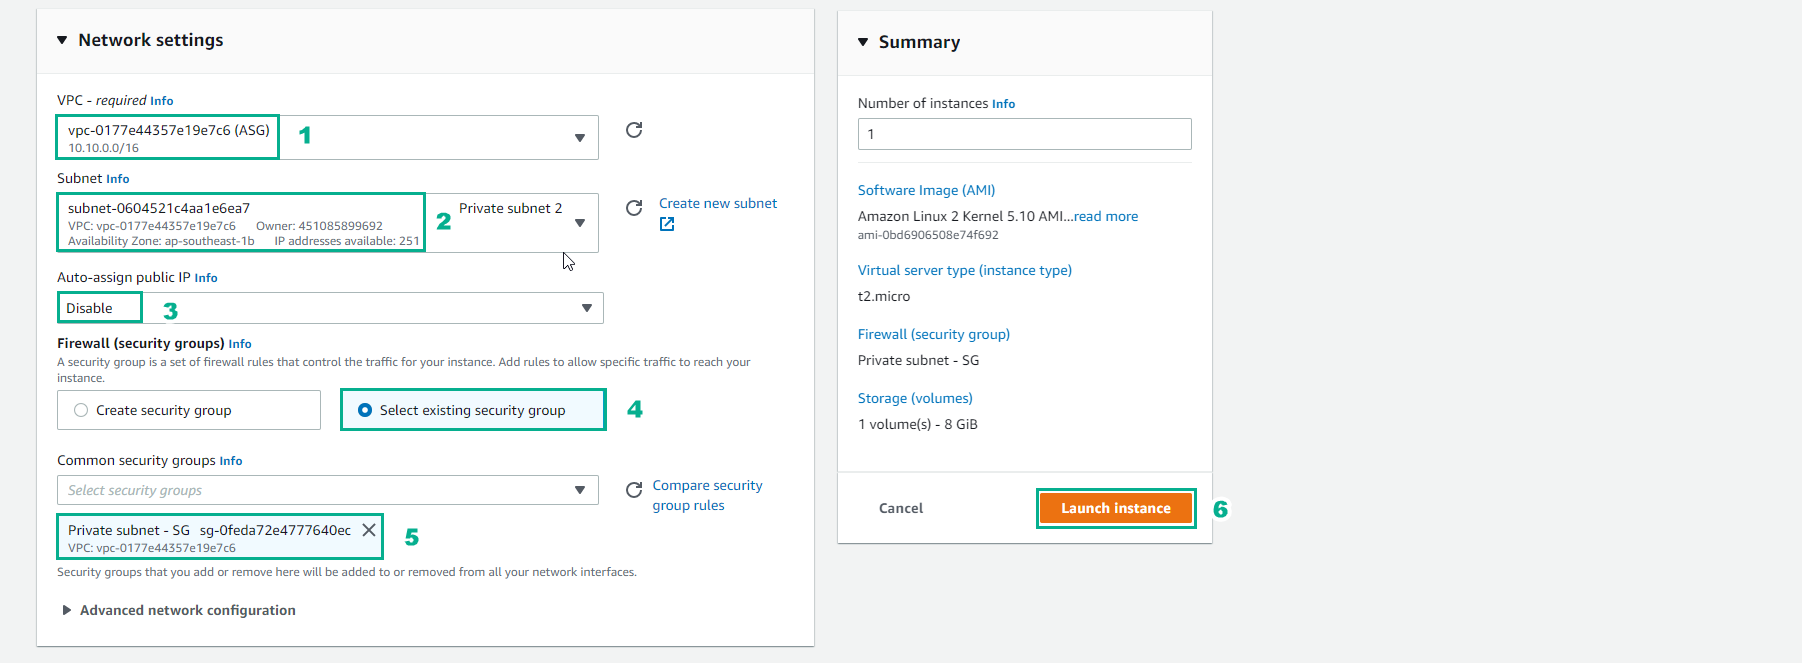 Network settings
VPC - required Info
vpc-0177e44357e19e7c6 (ASG)
10.10.0.0/16
1
Subnet Info
subnet-0604521c4aa1e6ea7
Private subnet 2
VPC: vpc-0177e44357e19e7c6 Owner: 451085899692
Availability Zone: ap-southeast-1b IP addresses available: 251
2
Create new subnet
Auto-assign public IP Info
Disable
3
Firewall (security groups) Info
A security group is a set of firewall rules that control the traffic for your instance. Add rules to allow specific traffic to reach your
instance.
Create security group
Select existing security group
4
Common security groups Info
Select security groups
Compare security
group rules
Private subnet - SG sg-0feda72e4777640ec
VPC: vpc-0177e44357e19e7c6
5
Security groups that you add or remove here will be added to or removed from all your network interfaces.
Advanced network configuration
Summary
Number of instances Info
1
Software Image (AMI)
Amazon Linux 2 Kernel 5.10 AMI...read more
ami-0bd6906508e74f692
Virtual server type (instance type)
t2.micro
Firewall (security group)
Private subnet - SG
Storage (volumes)
1 volume(s) - 8 GiB
Cancel
Launch instance
6